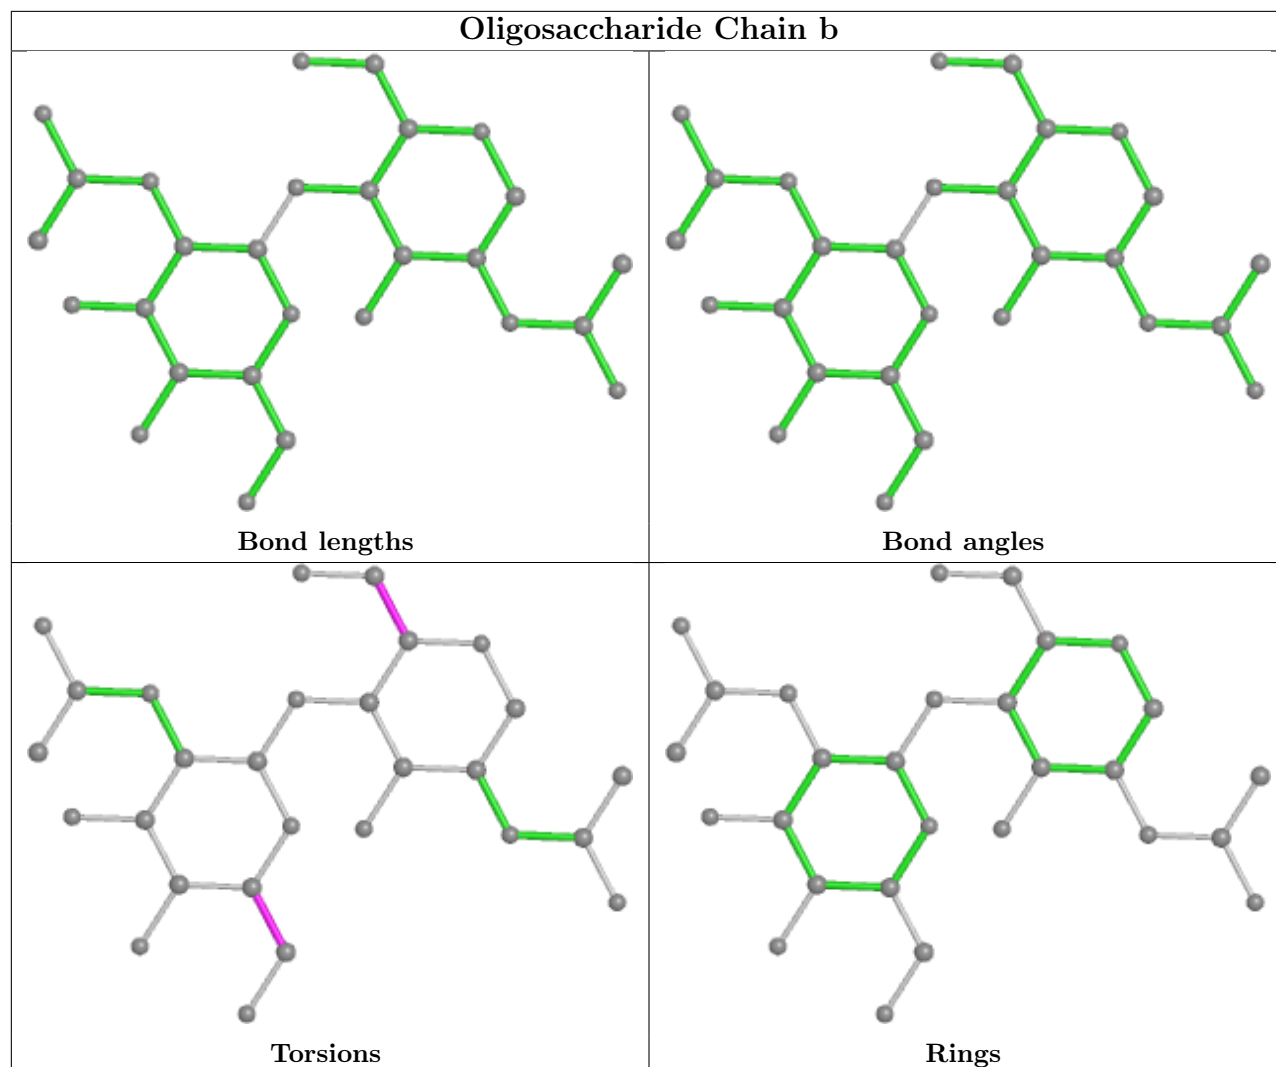 Oligosaccharide Chain b
Bond lengths
Bond angles
Torsions
Rings